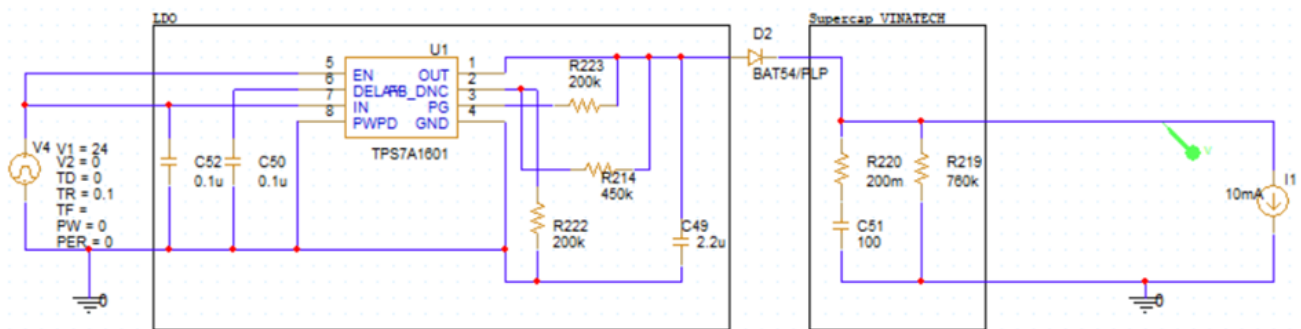 LDO
Supercap VINATECH
U1
5
6
7
8
EN
DELAY
IN
PWPD
OUT
FB_DNC
PG
GND
1
2
3
4
TPS7A1601
R223
200k
D2
BAT54/PLP
V4
V1 = 24
V2 = 0
TD = 0
TR = 0.1
TF =
PW = 0
PER = 0
C52
0.1u
C50
0.1u
R214
450k
R222
200k
C49
2.2u
R220
200m
R219
760k
C51
100
V
I1
10mA
0
0